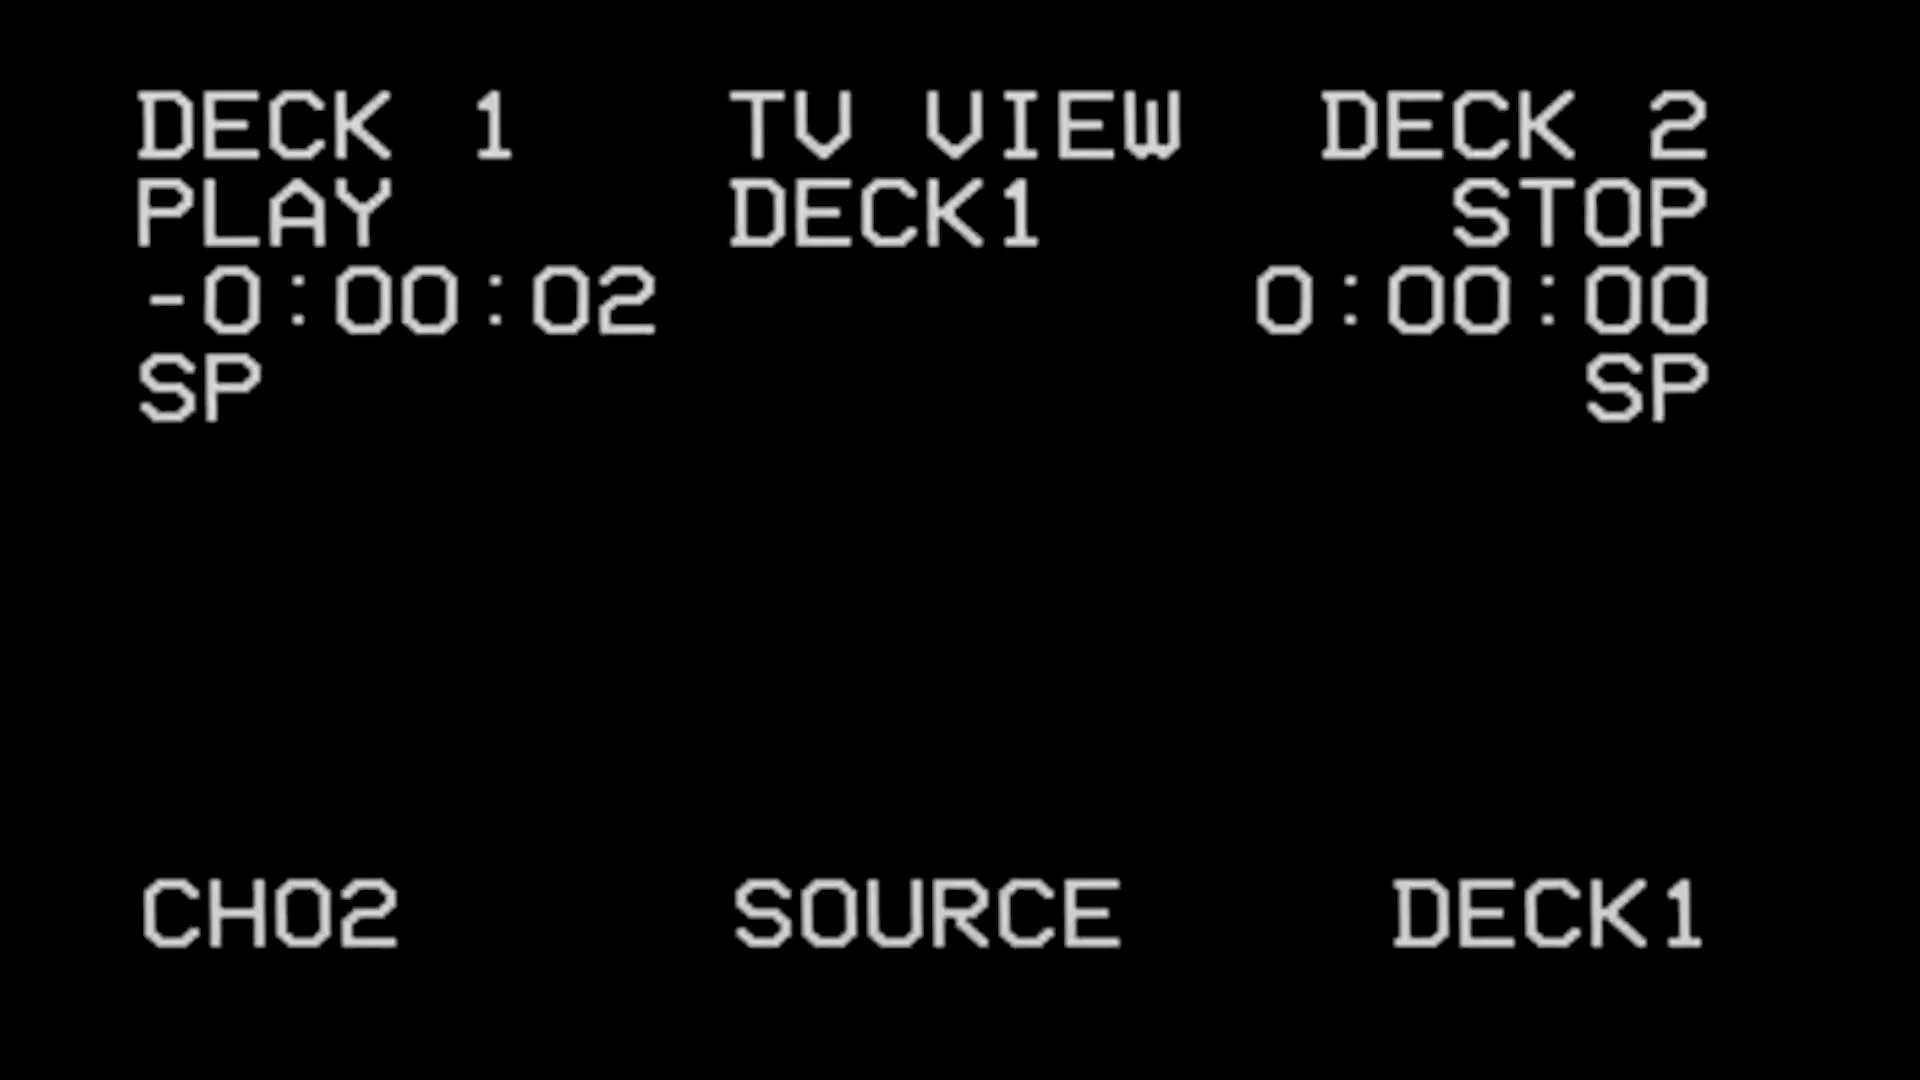 DECK 1 TV VIEW DECK 2
PLAY DECK1 STOP
-0:00:02 0:00:00
SP SP
CH02 SOURCE DECK1